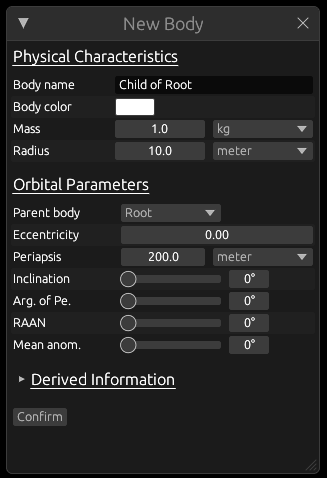 New Body
Physical Characteristics
Body name Child of Root
Body color
Mass 1.0 kg
Radius 10.0 meter
Orbital Parameters
Parent body Root
Eccentricity 0.00
Periapsis 200.0 meter
Inclination 0°
Arg. of Pe. 0°
RAAN 0°
Mean anom. 0°
Derived Information
Confirm